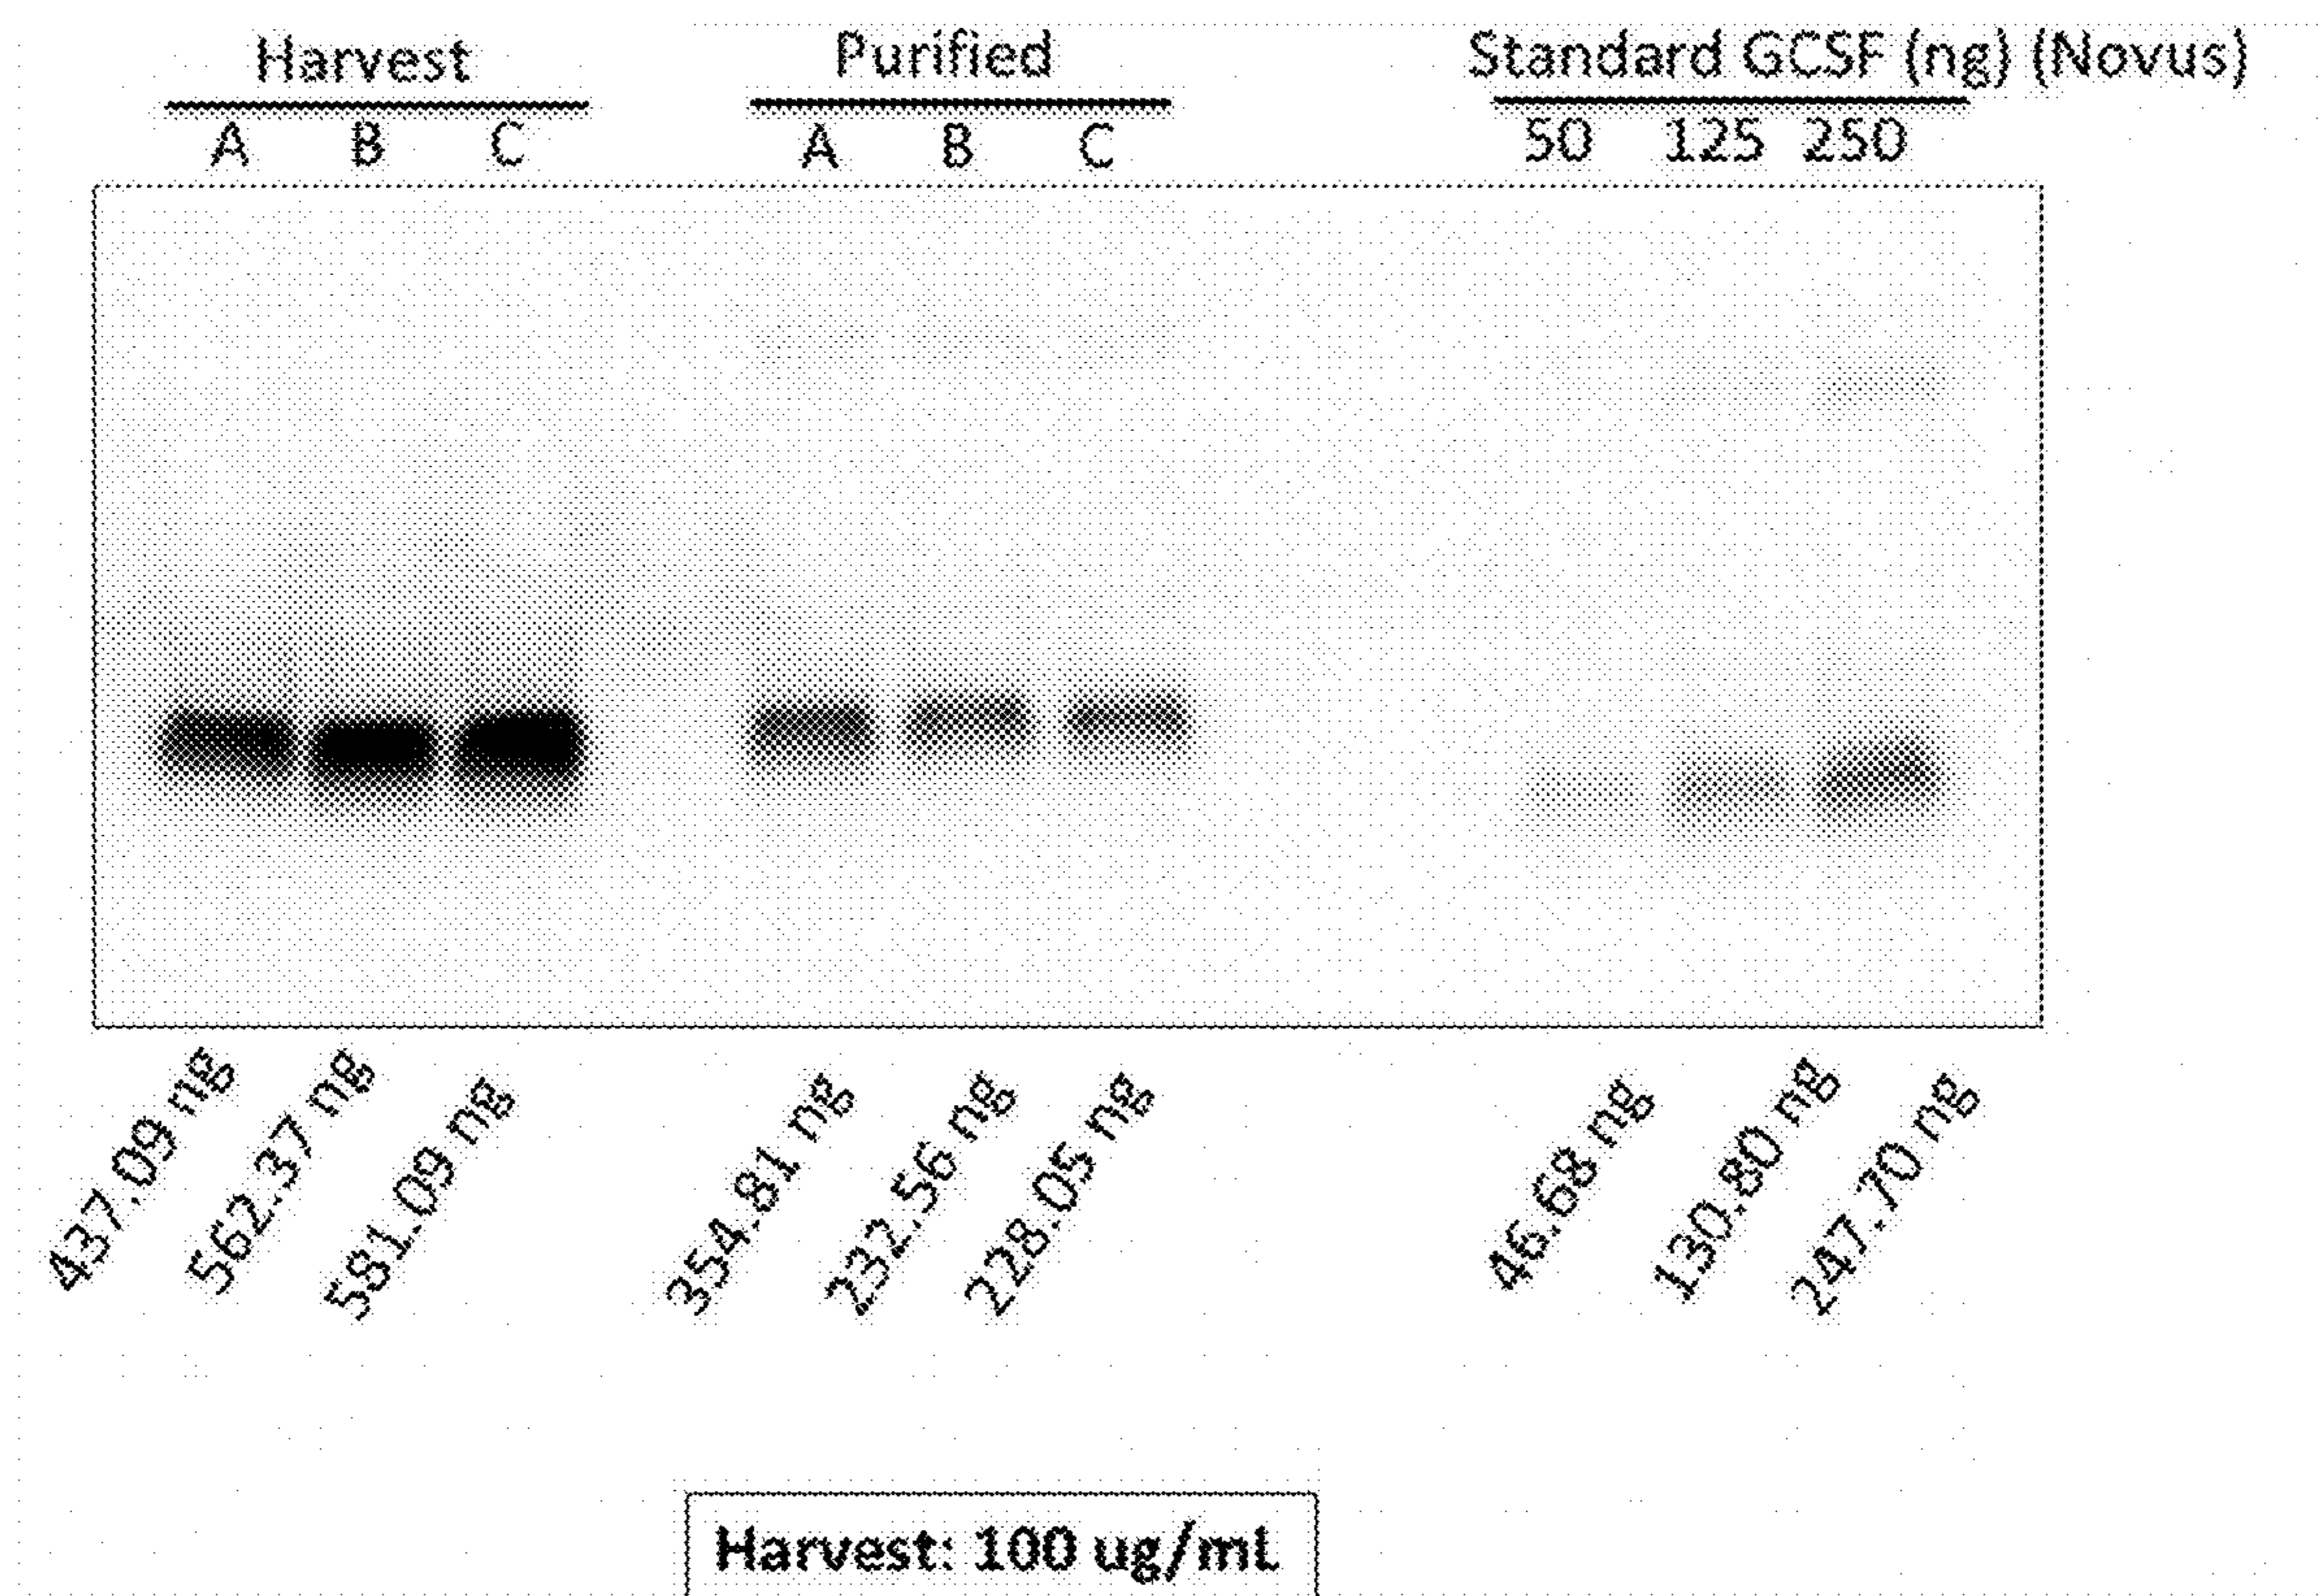 Harvest Purified Standard GCSF (ng) (Novus)
A B C A B C 50 125 250
437.09 ng 562.37 ng 581.09 ng 354.81 ng 232.56 ng 228.05 ng 46.68 ng 130.80 ng 247.70 ng
Harvest: 100 ug/mL